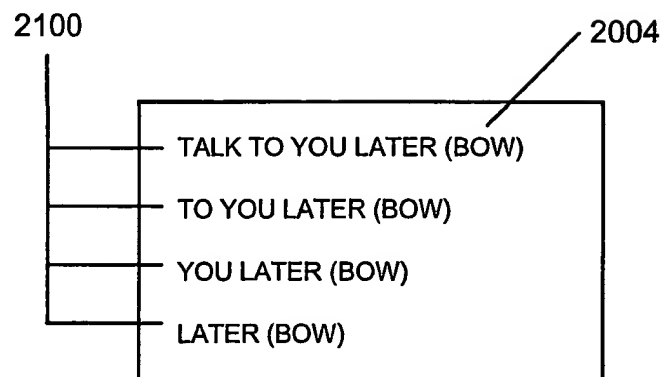 2100
2004
TALK TO YOU LATER (BOW)
TO YOU LATER (BOW)
YOU LATER (BOW)
LATER (BOW)